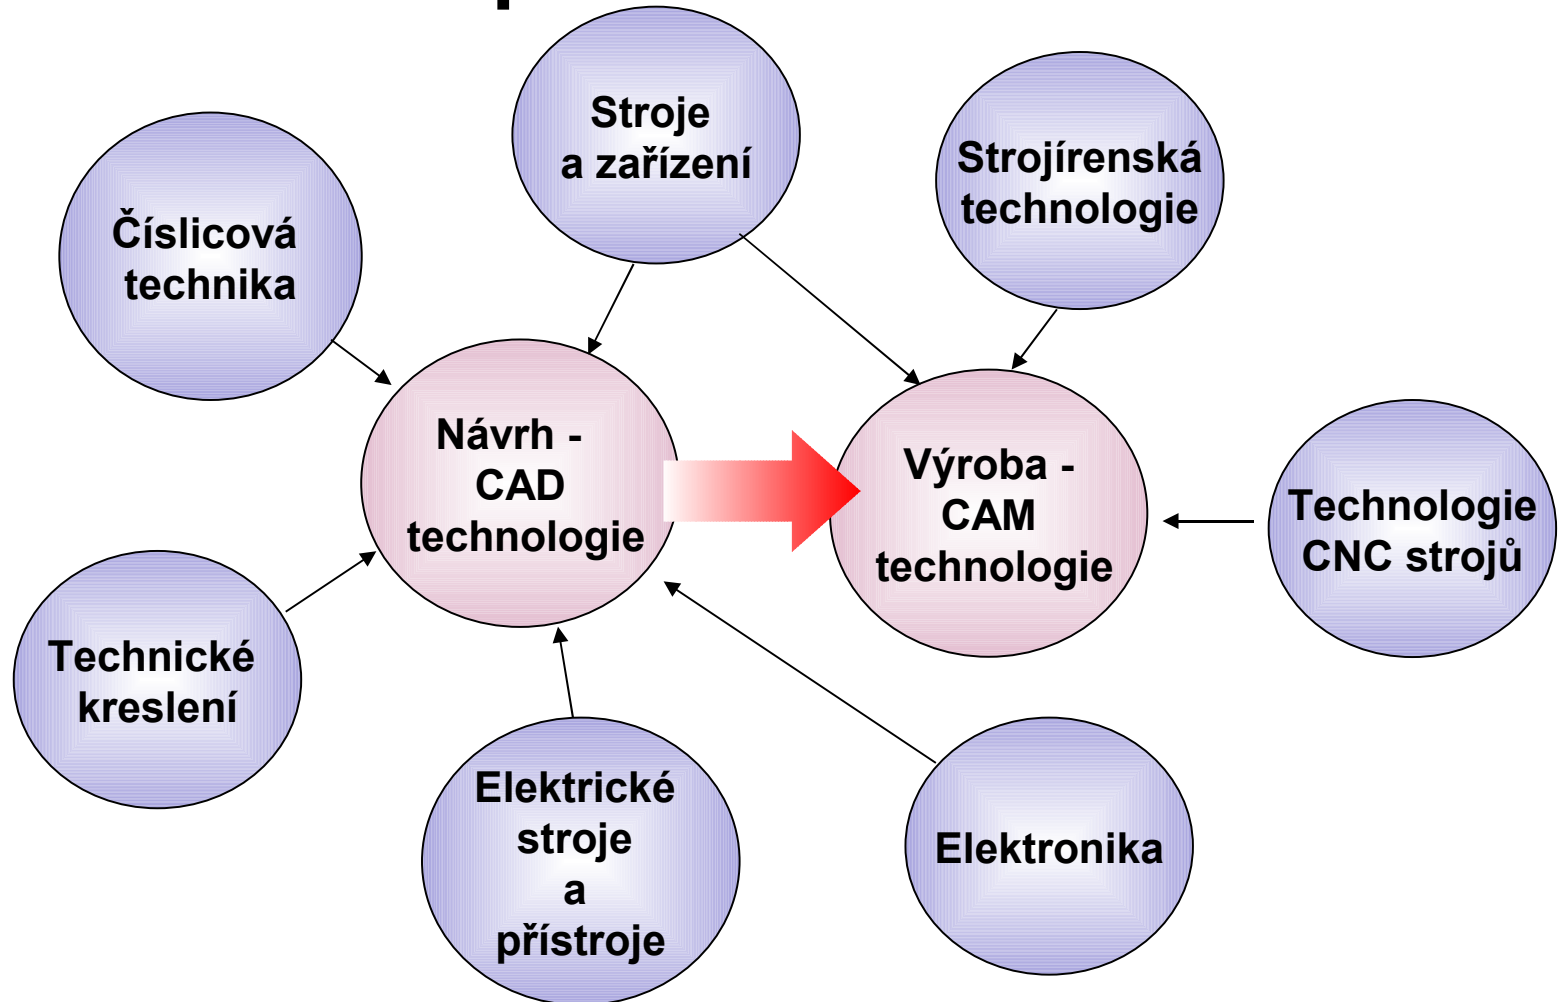 Stroje
a zařízení
Strojírenská
technologie
Číslicová
technika
Návrh -
CAD
technologie
Výroba -
CAM
technologie
Technologie
CNC strojů
Technické
kreslení
Elektrické
stroje
a
přístroje
Elektronika